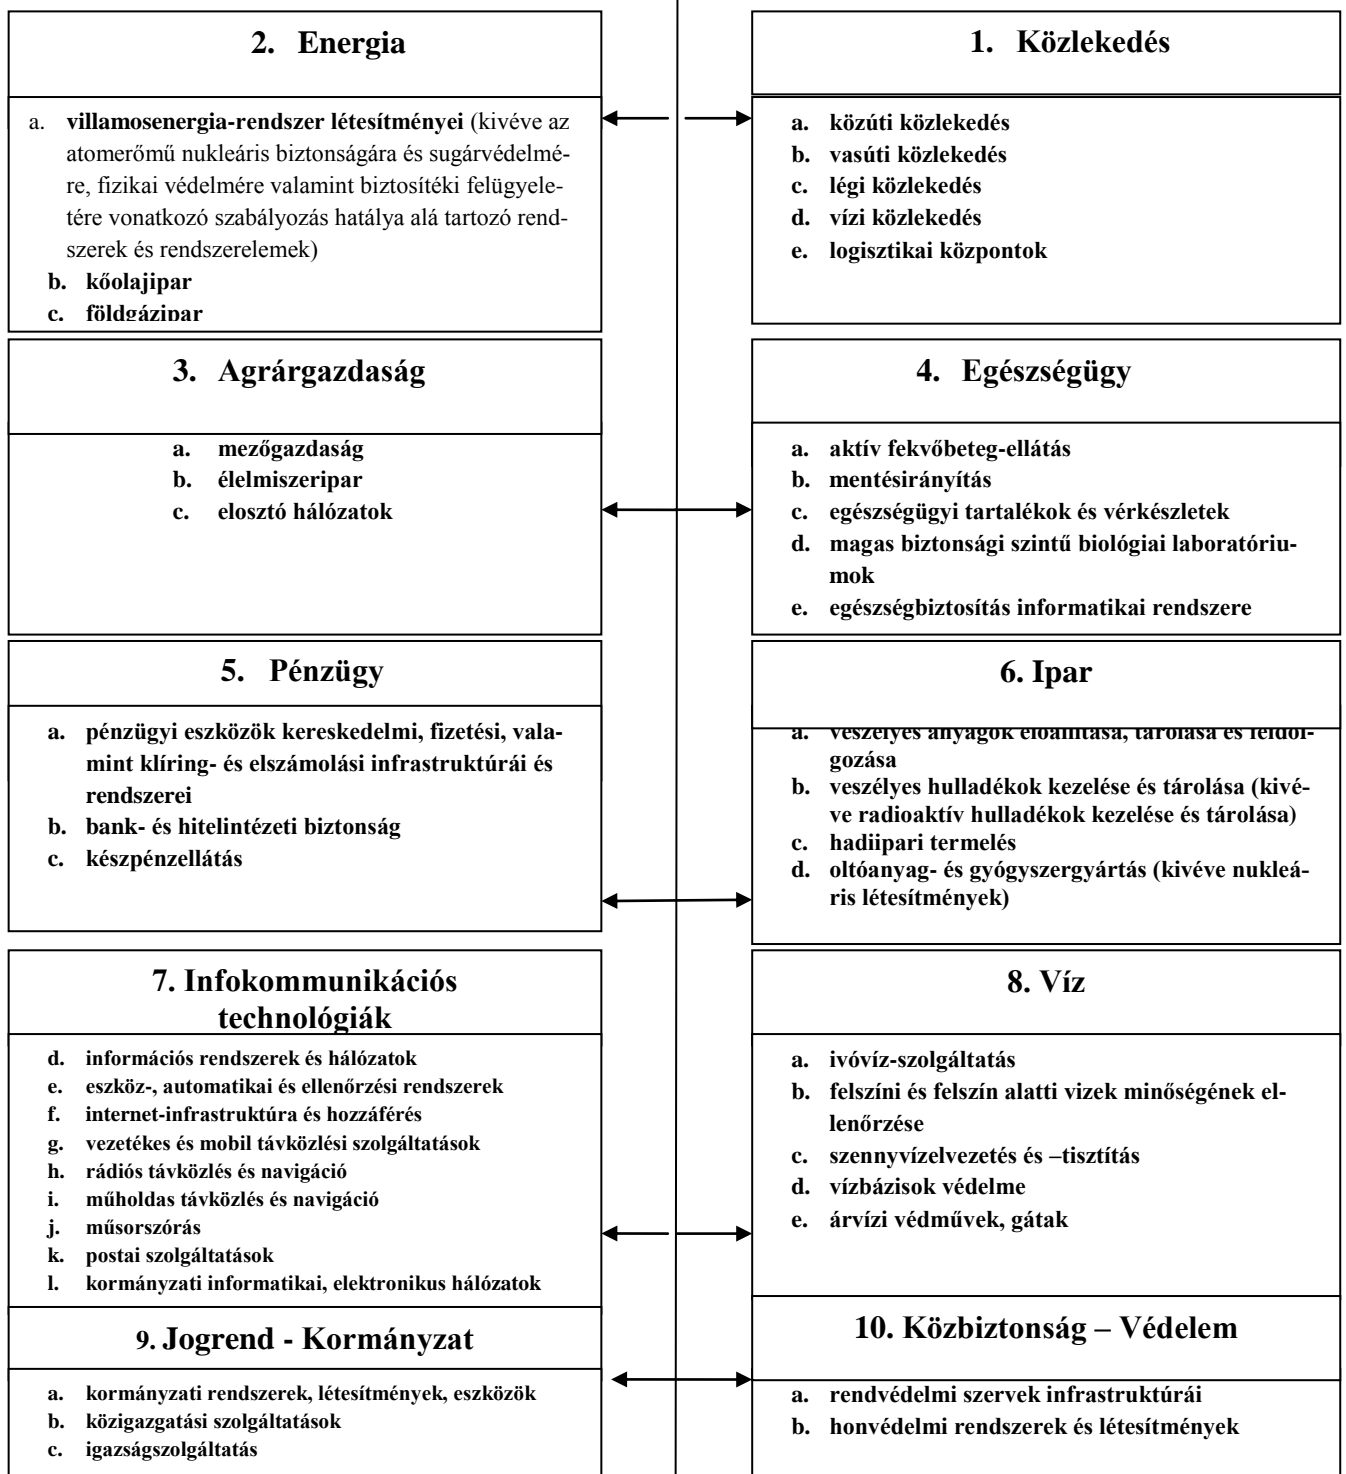 2. Energia
a. villamosenergia-rendszer létesítményei (kivéve az
atomerőmű nukleáris biztonságára és sugárvédelmé-
re, fizikai védelmére valamint biztosítéki felügyele-
tére vonatkozó szabályozás hatálya alá tartozó rend-
szerek és rendszerelemek)
b. kőolajipar
c. földgázipar
1. Közlekedés
a. közúti közlekedés
b. vasúti közlekedés
c. légi közlekedés
d. vízi közlekedés
e. logisztikai központok
3. Agrárgazdaság
a. mezőgazdaság
b. élelmiszeripar
c. elosztó hálózatok
4. Egészségügy
a. aktív fekvőbeteg-ellátás
b. mentésirányítás
c. egészségügyi tartalékok és vérkészletek
d. magas biztonsági szintű biológiai laboratóriu-
mok
e. egészségbiztosítás informatikai rendszere
5. Pénzügy
a. pénzügyi eszközök kereskedelmi, fizetési, vala-
mint klíring- és elszámolási infrastruktúrái és
rendszerei
b. bank- és hitelintézeti biztonság
c. készpénzellátás
6. Ipar
a. veszélyes anyagok előállítása, tárolása és feldol-
gozása
b. veszélyes hulladékok kezelése és tárolása (kivé-
ve radioaktív hulladékok kezelése és tárolása)
c. hadiipari termelés
d. oltóanyag- és gyógyszergyártás (kivéve nukleá-
ris létesítmények)
7. Infokommunikációs
technológiák
d. információs rendszerek és hálózatok
e. eszköz-, automatikai és ellenőrzési rendszerek
f. internet-infrastruktúra és hozzáférés
g. vezetékes és mobil távközlési szolgáltatások
h. rádiós távközlés és navigáció
i. műholdas távközlés és navigáció
j. műsorszórás
k. postai szolgáltatások
l. kormányzati informatikai, elektronikus hálózatok
8. Víz
a. ivóvíz-szolgáltatás
b. felszíni és felszín alatti vizek minőségének el-
lenőrzése
c. szennyvízelvezetés és –tisztítás
d. vízbázisok védelme
e. árvízi védművek, gátak
9. Jogrend - Kormányzat
a. kormányzati rendszerek, létesítmények, eszközök
b. közigazgatási szolgáltatások
c. igazságszolgáltatás
10. Közbiztonság – Védelem
a. rendvédelmi szervek infrastruktúrái
b. honvédelmi rendszerek és létesítmények